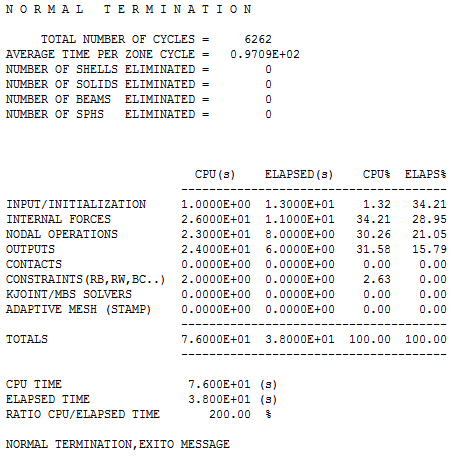 N O R M A L   T E R M I N A T I O N
TOTAL NUMBER OF CYCLES = 6262
AVERAGE TIME PER ZONE CYCLE = 0.9709E+02
NUMBER OF SHELLS ELIMINATED = 0
NUMBER OF SOLIDS ELIMINATED = 0
NUMBER OF BEAMS  ELIMINATED = 0
NUMBER OF SPHS   ELIMINATED = 0
CPU(s) ELAPSED(s) CPU% ELAPS%
--------------------------------------
INPUT/INITIALIZATION 1.0000E+00 1.3000E+01 1.32 34.21
INTERNAL FORCES 2.6000E+01 1.1000E+01 34.21 28.95
NODAL OPERATIONS 2.3000E+01 8.0000E+00 30.26 21.05
OUTPUTS 2.4000E+01 6.0000E+00 31.58 15.79
CONTACTS 0.0000E+00 0.0000E+00 0.00 0.00
CONSTRAINTS(RB,RW,BC..) 2.0000E+00 0.0000E+00 2.63 0.00
KJOINT/MBS SOLVERS 0.0000E+00 0.0000E+00 0.00 0.00
ADAPTIVE MESH (STAMP) 0.0000E+00 0.0000E+00 0.00 0.00
--------------------------------------
TOTALS 7.6000E+01 3.8000E+01 100.00 100.00
--------------------------------------
CPU TIME 7.600E+01 (s)
ELAPSED TIME 3.800E+01 (s)
RATIO CPU/ELAPSED TIME 200.00 %
NORMAL TERMINATION,EXITO MESSAGE